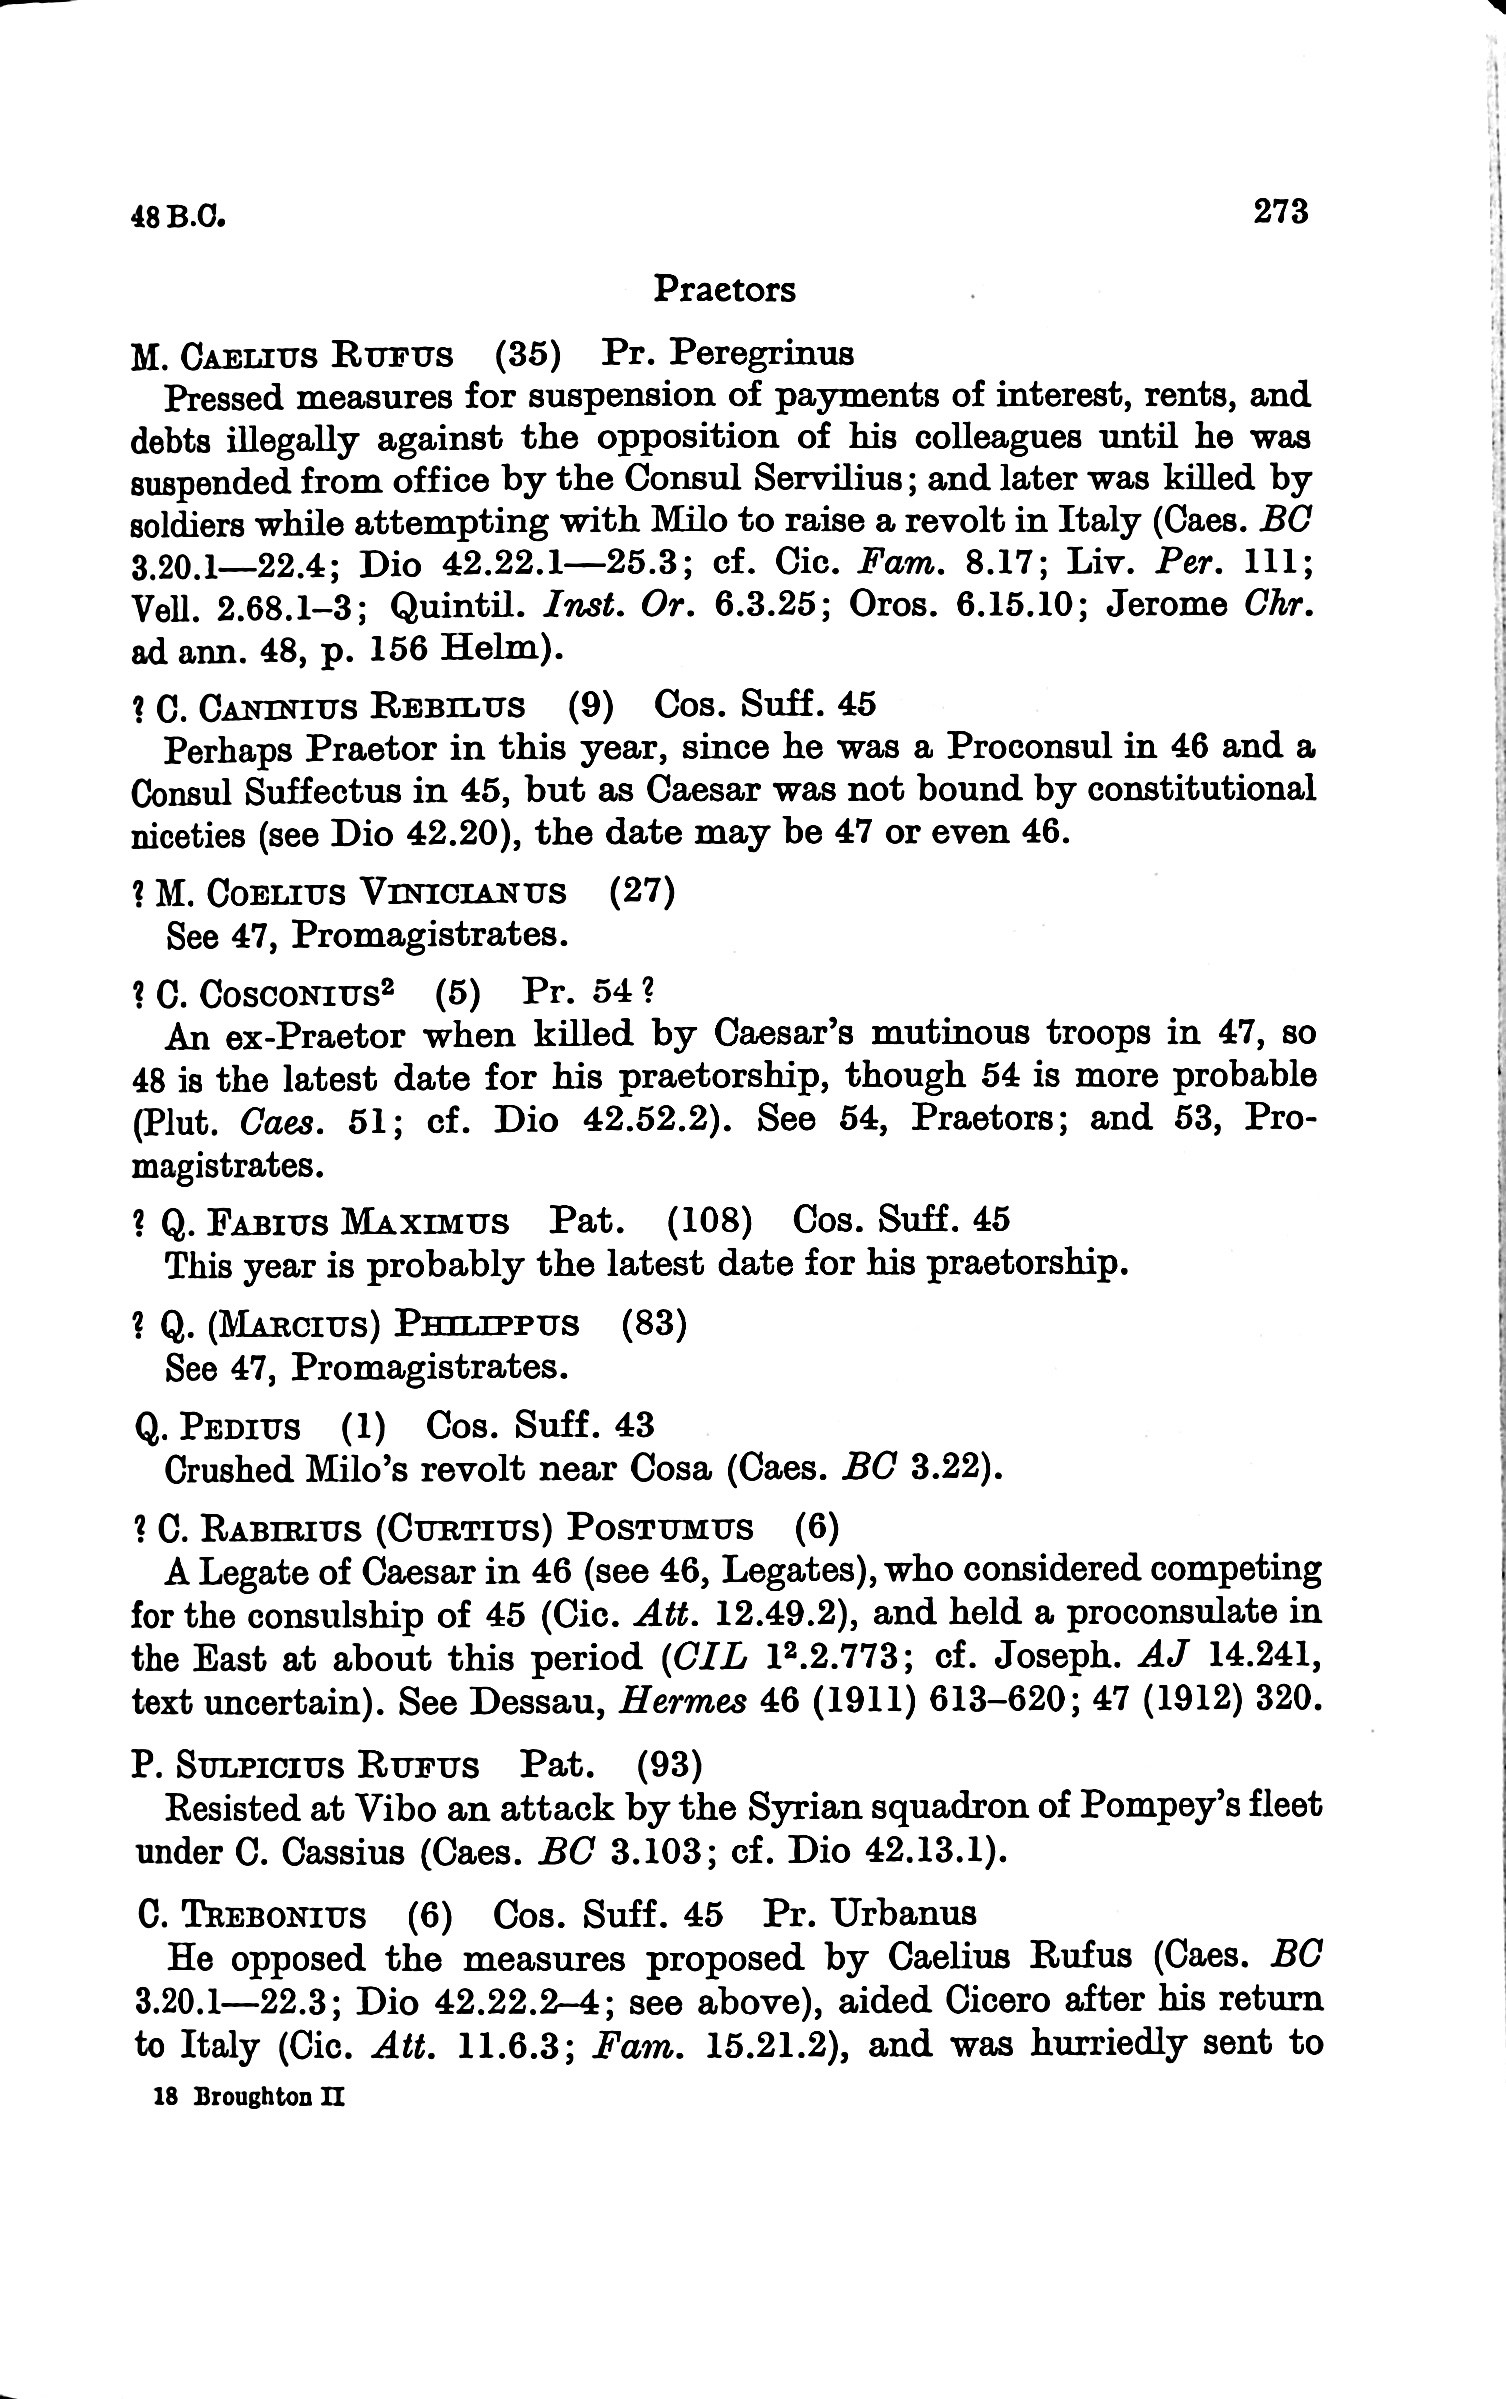 48 B.C. 273
Praetors
M. CAELIUS RUFUS (35) Pr. Peregrinus
Pressed measures for suspension of payments of interest, rents, and
debts illegally against the opposition of his colleagues until he was
suspended from office by the Consul Servilius; and later was killed by
soldiers while attempting with Milo to raise a revolt in Italy (Caes. BC
3.20.1—22.4; Dio 42.22.1—25.3; cf. Cic. Fam. 8.17; Liv. Per. 111;
Vell. 2.68.1–3; Quintil. Inst. Or. 6.3.25; Oros. 6.15.10; Jerome Chr.
ad ann. 48, p. 156 Helm).
? C. CANINIUS REBILUS (9) Cos. Suff. 45
Perhaps Praetor in this year, since he was a Proconsul in 46 and a
Consul Suffectus in 45, but as Caesar was not bound by constitutional
niceties (see Dio 42.20), the date may be 47 or even 46.
? M. COELIUS VINICIANUS (27)
See 47, Promagistrates.
? C. COSCONIUS² (5) Pr. 54 ?
An ex-Praetor when killed by Caesar's mutinous troops in 47, so
48 is the latest date for his praetorship, though 54 is more probable
(Plut. Caes. 51; cf. Dio 42.52.2). See 54, Praetors; and 53, Pro-
magistrates.
? Q. FABIUS MAXIMUS Pat. (108) Cos. Suff. 45
This year is probably the latest date for his praetorship.
? Q. (MARCIUS) PHILIPPUS (83)
See 47, Promagistrates.
Q. PEDIUS (1) Cos. Suff. 43
Crushed Milo's revolt near Cosa (Caes. BC 3.22).
? C. RABIRIUS (CURTIUS) POSTUMUS (6)
A Legate of Caesar in 46 (see 46, Legates), who considered competing
for the consulship of 45 (Cic. Att. 12.49.2), and held a proconsulate in
the East at about this period (CIL 1².2.773; cf. Joseph. AJ 14.241,
text uncertain). See Dessau, Hermes 46 (1911) 613–620; 47 (1912) 320.
P. SULPICIUS RUFUS Pat. (93)
Resisted at Vibo an attack by the Syrian squadron of Pompey's fleet
under C. Cassius (Caes. BC 3.103; cf. Dio 42.13.1).
C. TREBONIUS (6) Cos. Suff. 45 Pr. Urbanus
He opposed the measures proposed by Caelius Rufus (Caes. BC
3.20.1—22.3; Dio 42.22.2–4; see above), aided Cicero after his return
to Italy (Cic. Att. 11.6.3; Fam. 15.21.2), and was hurriedly sent to
18 Broughton II